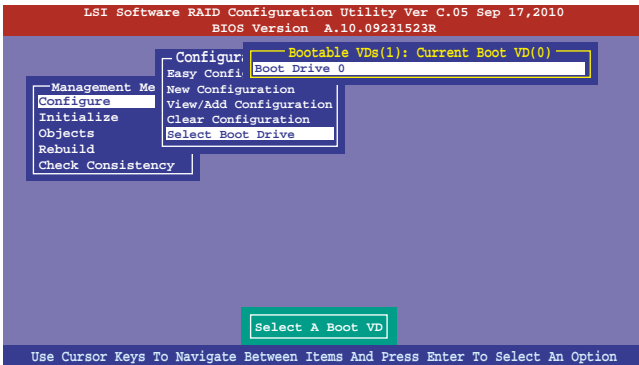 LSI Software RAID Configuration Utility Ver C.05 Sep 17,2010
BIOS Version A.10.09231523R
Bootable VDs(1): Current Boot VD(0)
Boot Drive 0
Configur
Easy Confi
New Configuration
View/Add Configuration
Clear Configuration
Select Boot Drive
Management Me
Configure
Initialize
Objects
Rebuild
Check Consistency
Select A Boot VD
Use Cursor Keys To Navigate Between Items And Press Enter To Select An Option